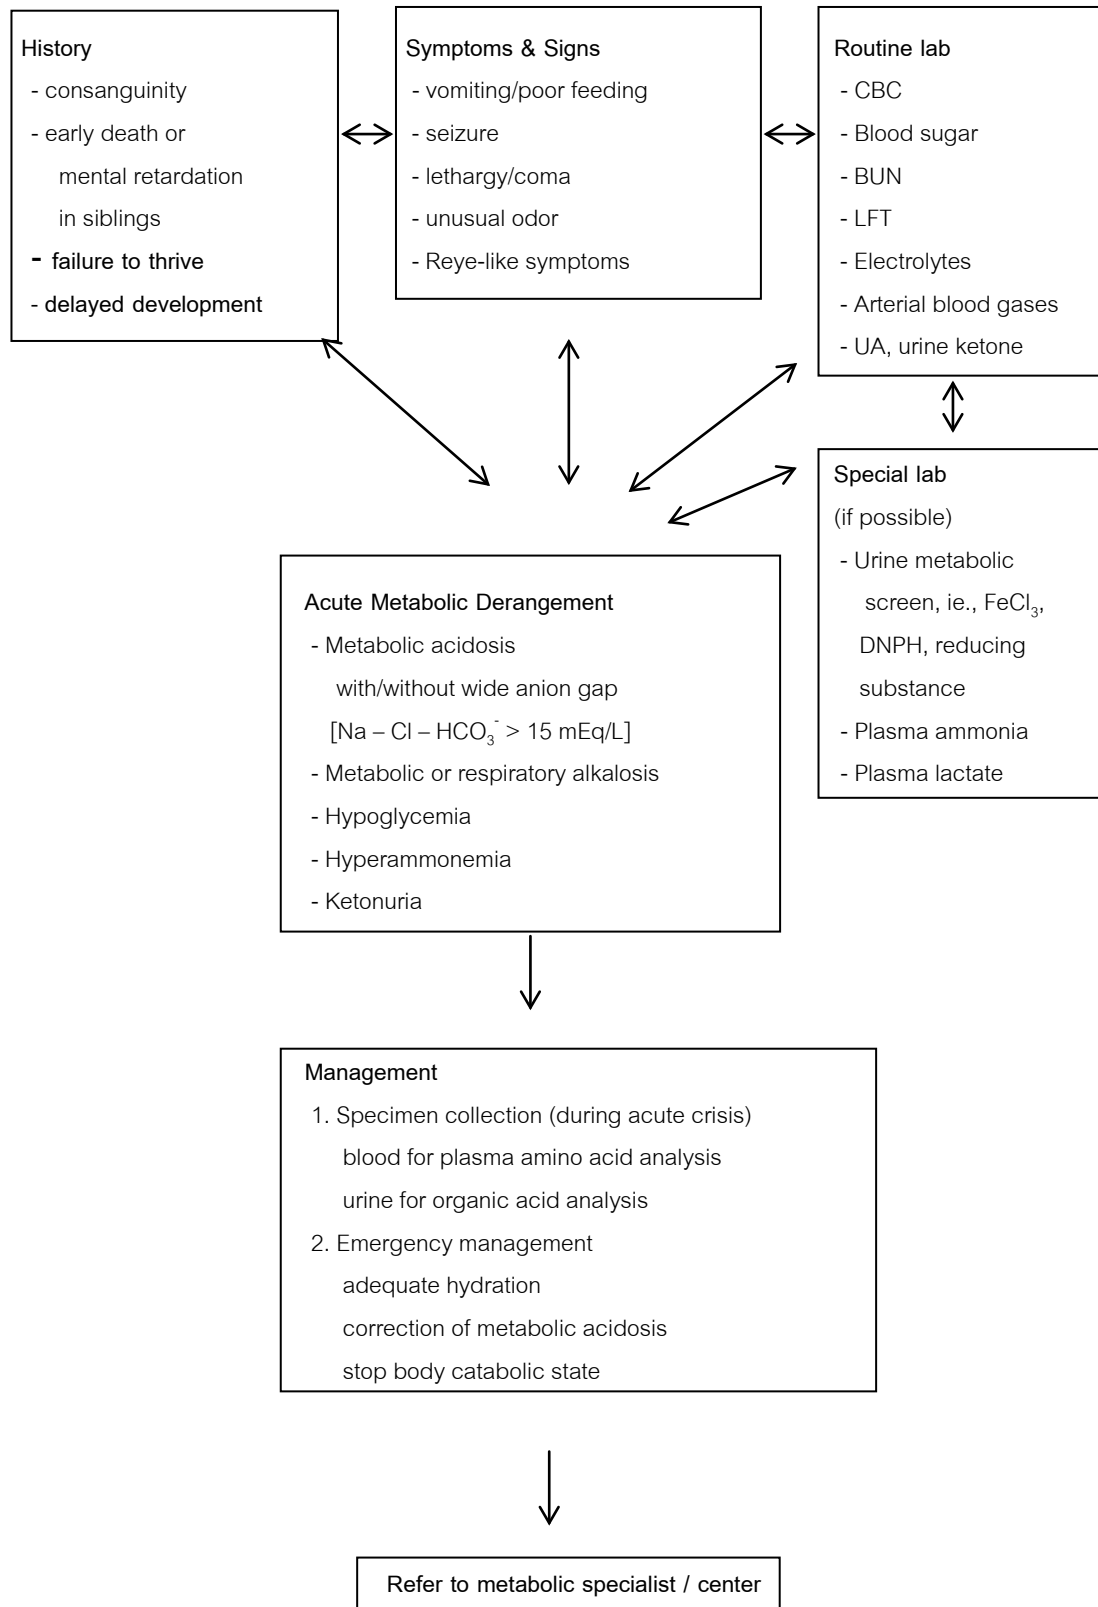 History
- consanguinity
- early death or
mental retardation
in siblings
- failure to thrive
- delayed development
Symptoms & Signs
- vomiting/poor feeding
- seizure
- lethargy/coma
- unusual odor
- Reye-like symptoms
Routine lab
- CBC
- Blood sugar
- BUN
- LFT
- Electrolytes
- Arterial blood gases
- UA, urine ketone
Special lab
(if possible)
- Urine metabolic
screen, ie., FeCl₃,
DNPH, reducing
substance
- Plasma ammonia
- Plasma lactate
Acute Metabolic Derangement
- Metabolic acidosis
with/without wide anion gap
[Na – Cl – HCO₃⁻ > 15 mEq/L]
- Metabolic or respiratory alkalosis
- Hypoglycemia
- Hyperammonemia
- Ketonuria
Management
1. Specimen collection (during acute crisis)
blood for plasma amino acid analysis
urine for organic acid analysis
2. Emergency management
adequate hydration
correction of metabolic acidosis
stop body catabolic state
Refer to metabolic specialist / center